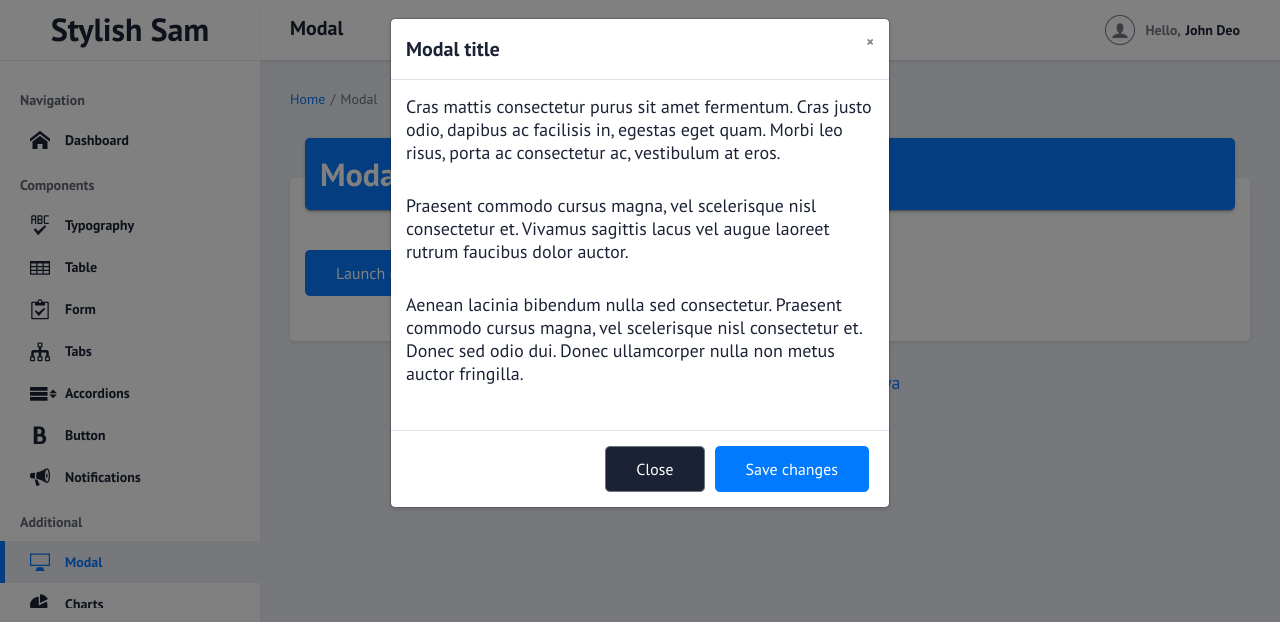 Stylish Sam
Modal
Hello, John Deo
Navigation
Dashboard
Components
ABC
Typography
Table
Form
Tabs
Accordions
B
Button
Notifications
Additional
Modal
Charts
Home / Modal
Launch
Modal title
×
Cras mattis consectetur purus sit amet fermentum. Cras justo
odio, dapibus ac facilisis in, egestas eget quam. Morbi leo
risus, porta ac consectetur ac, vestibulum at eros.
Praesent commodo cursus magna, vel scelerisque nisl
consectetur et. Vivamus sagittis lacus vel augue laoreet
rutrum faucibus dolor auctor.
Aenean lacinia bibendum nulla sed consectetur. Praesent
commodo cursus magna, vel scelerisque nisl consectetur et.
Donec sed odio dui. Donec ullamcorper nulla non metus
auctor fringilla.
Close
Save changes